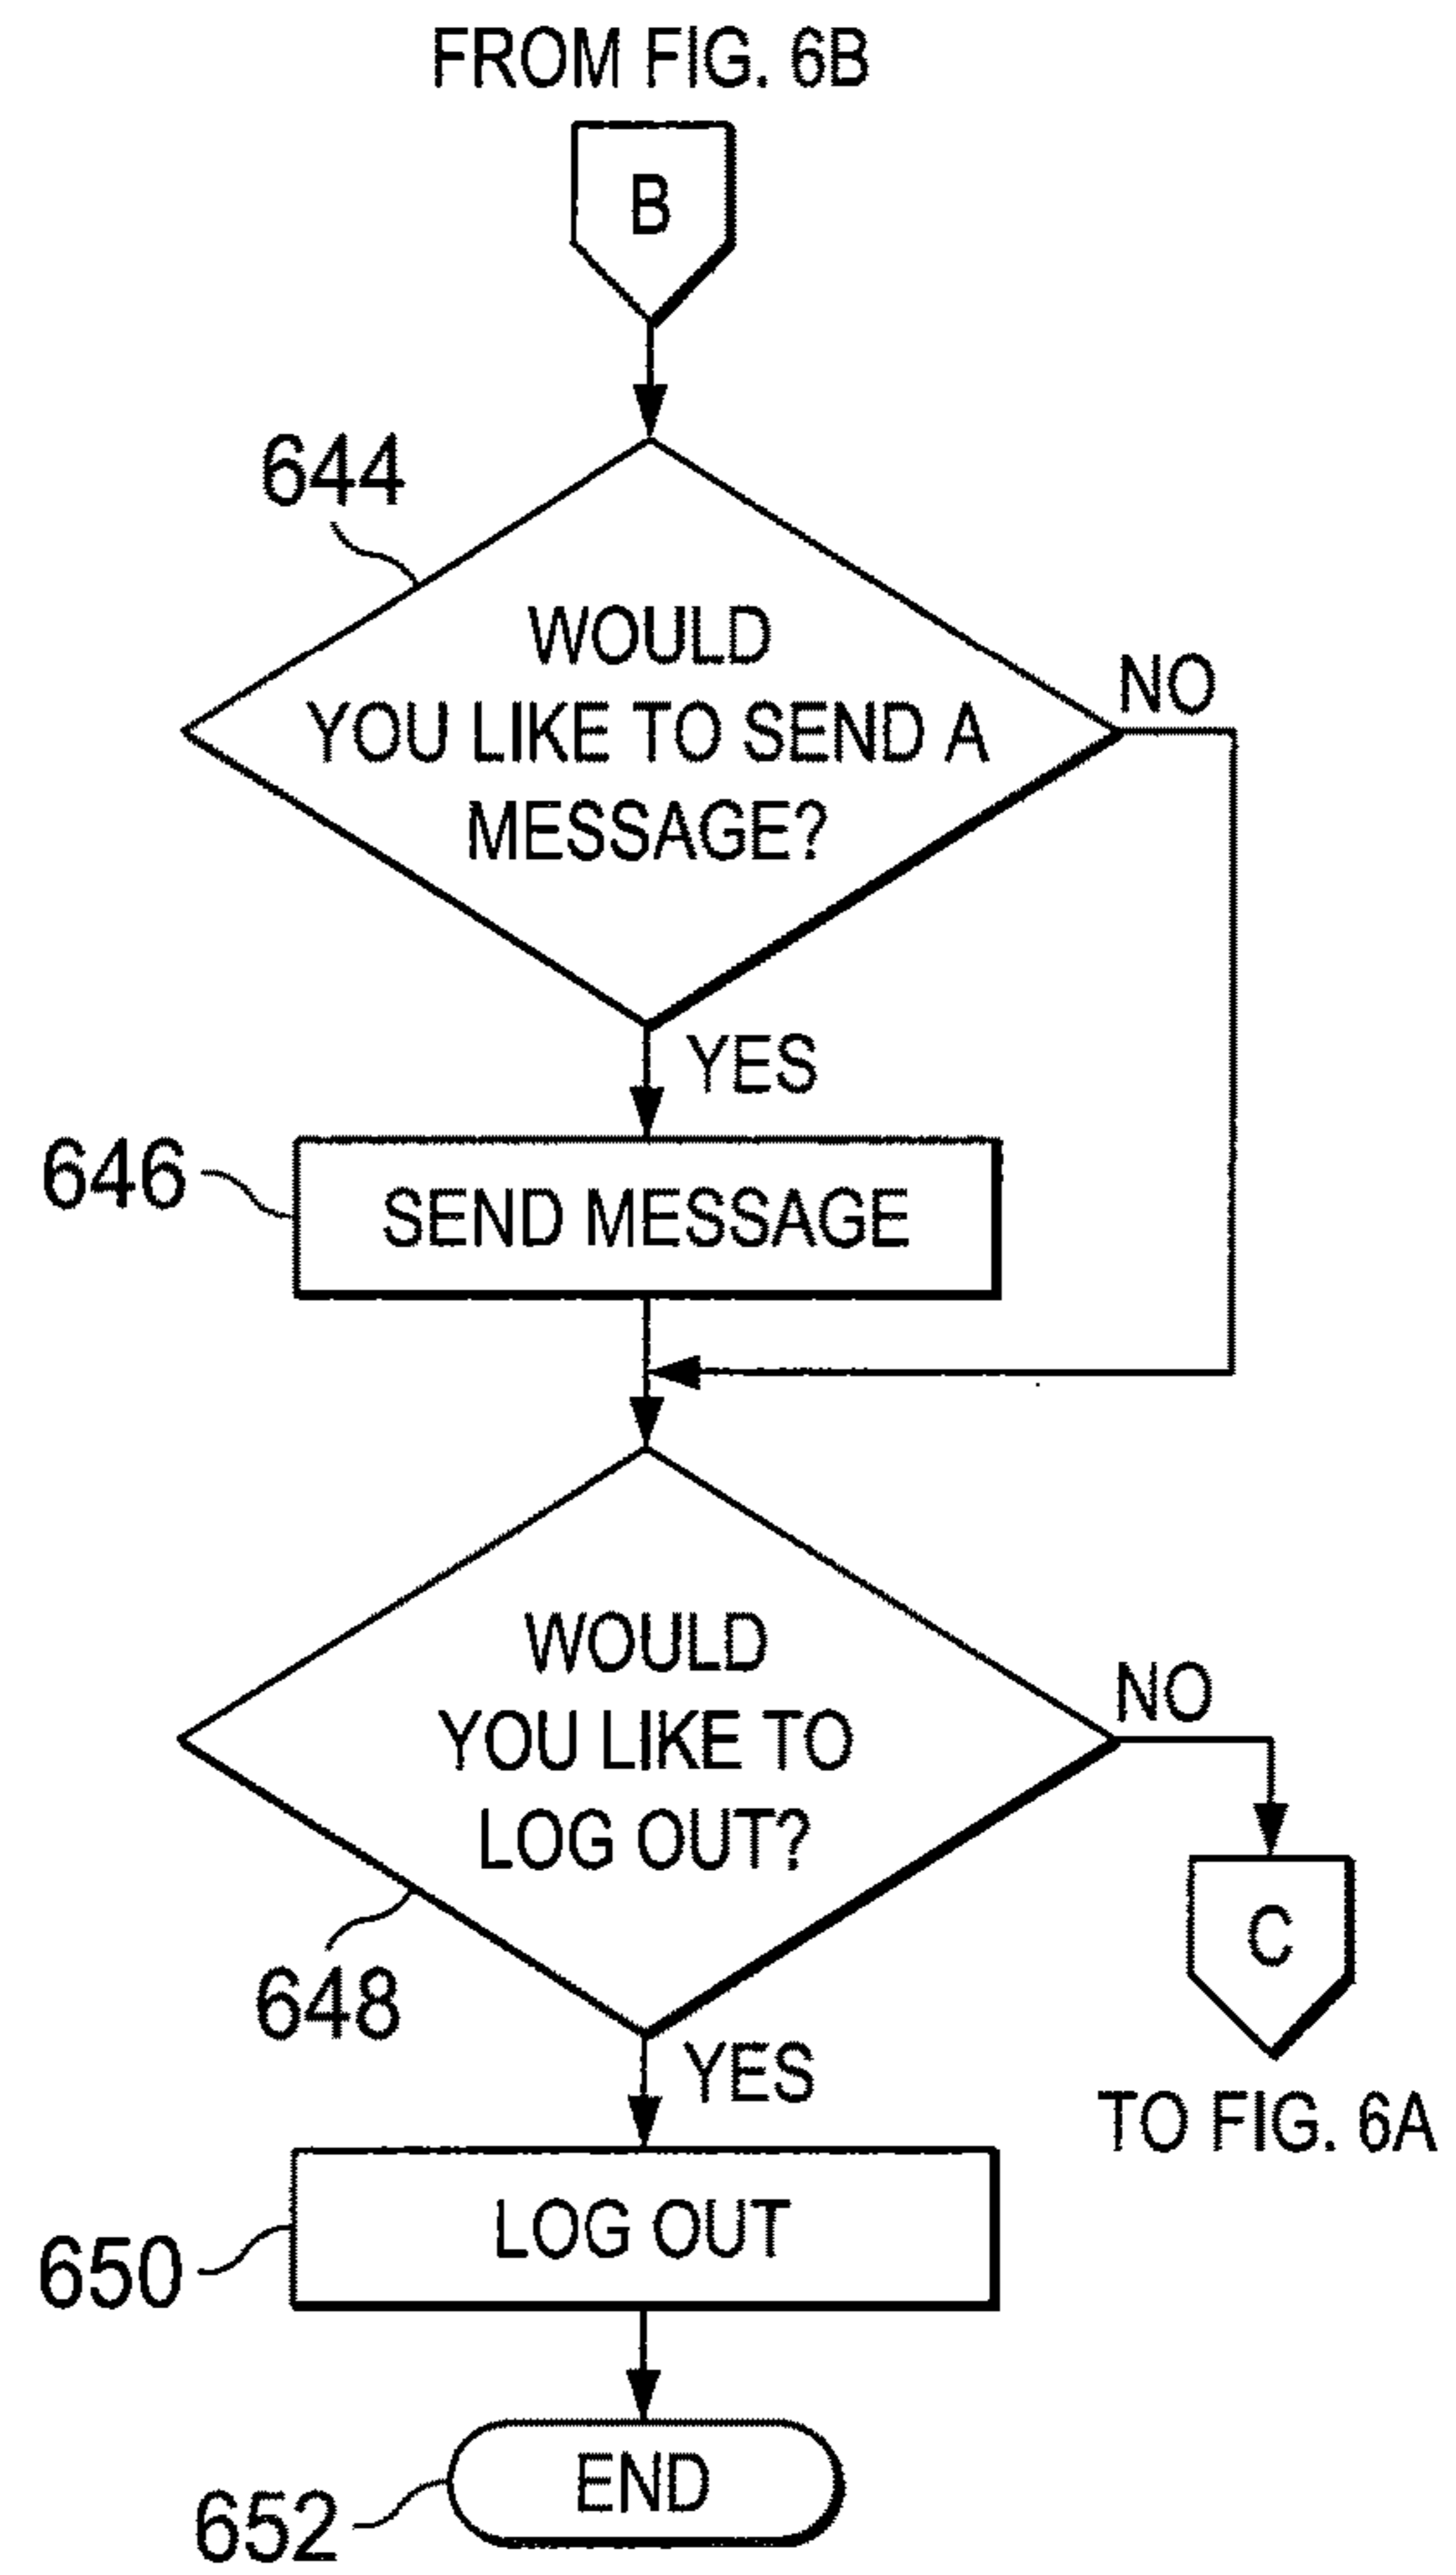 FROM FIG. 6B
B
644
WOULD
YOU LIKE TO SEND A
MESSAGE?
NO
YES
646
SEND MESSAGE
WOULD
YOU LIKE TO
LOG OUT?
NO
648
C
YES
TO FIG. 6A
650
LOG OUT
END
652